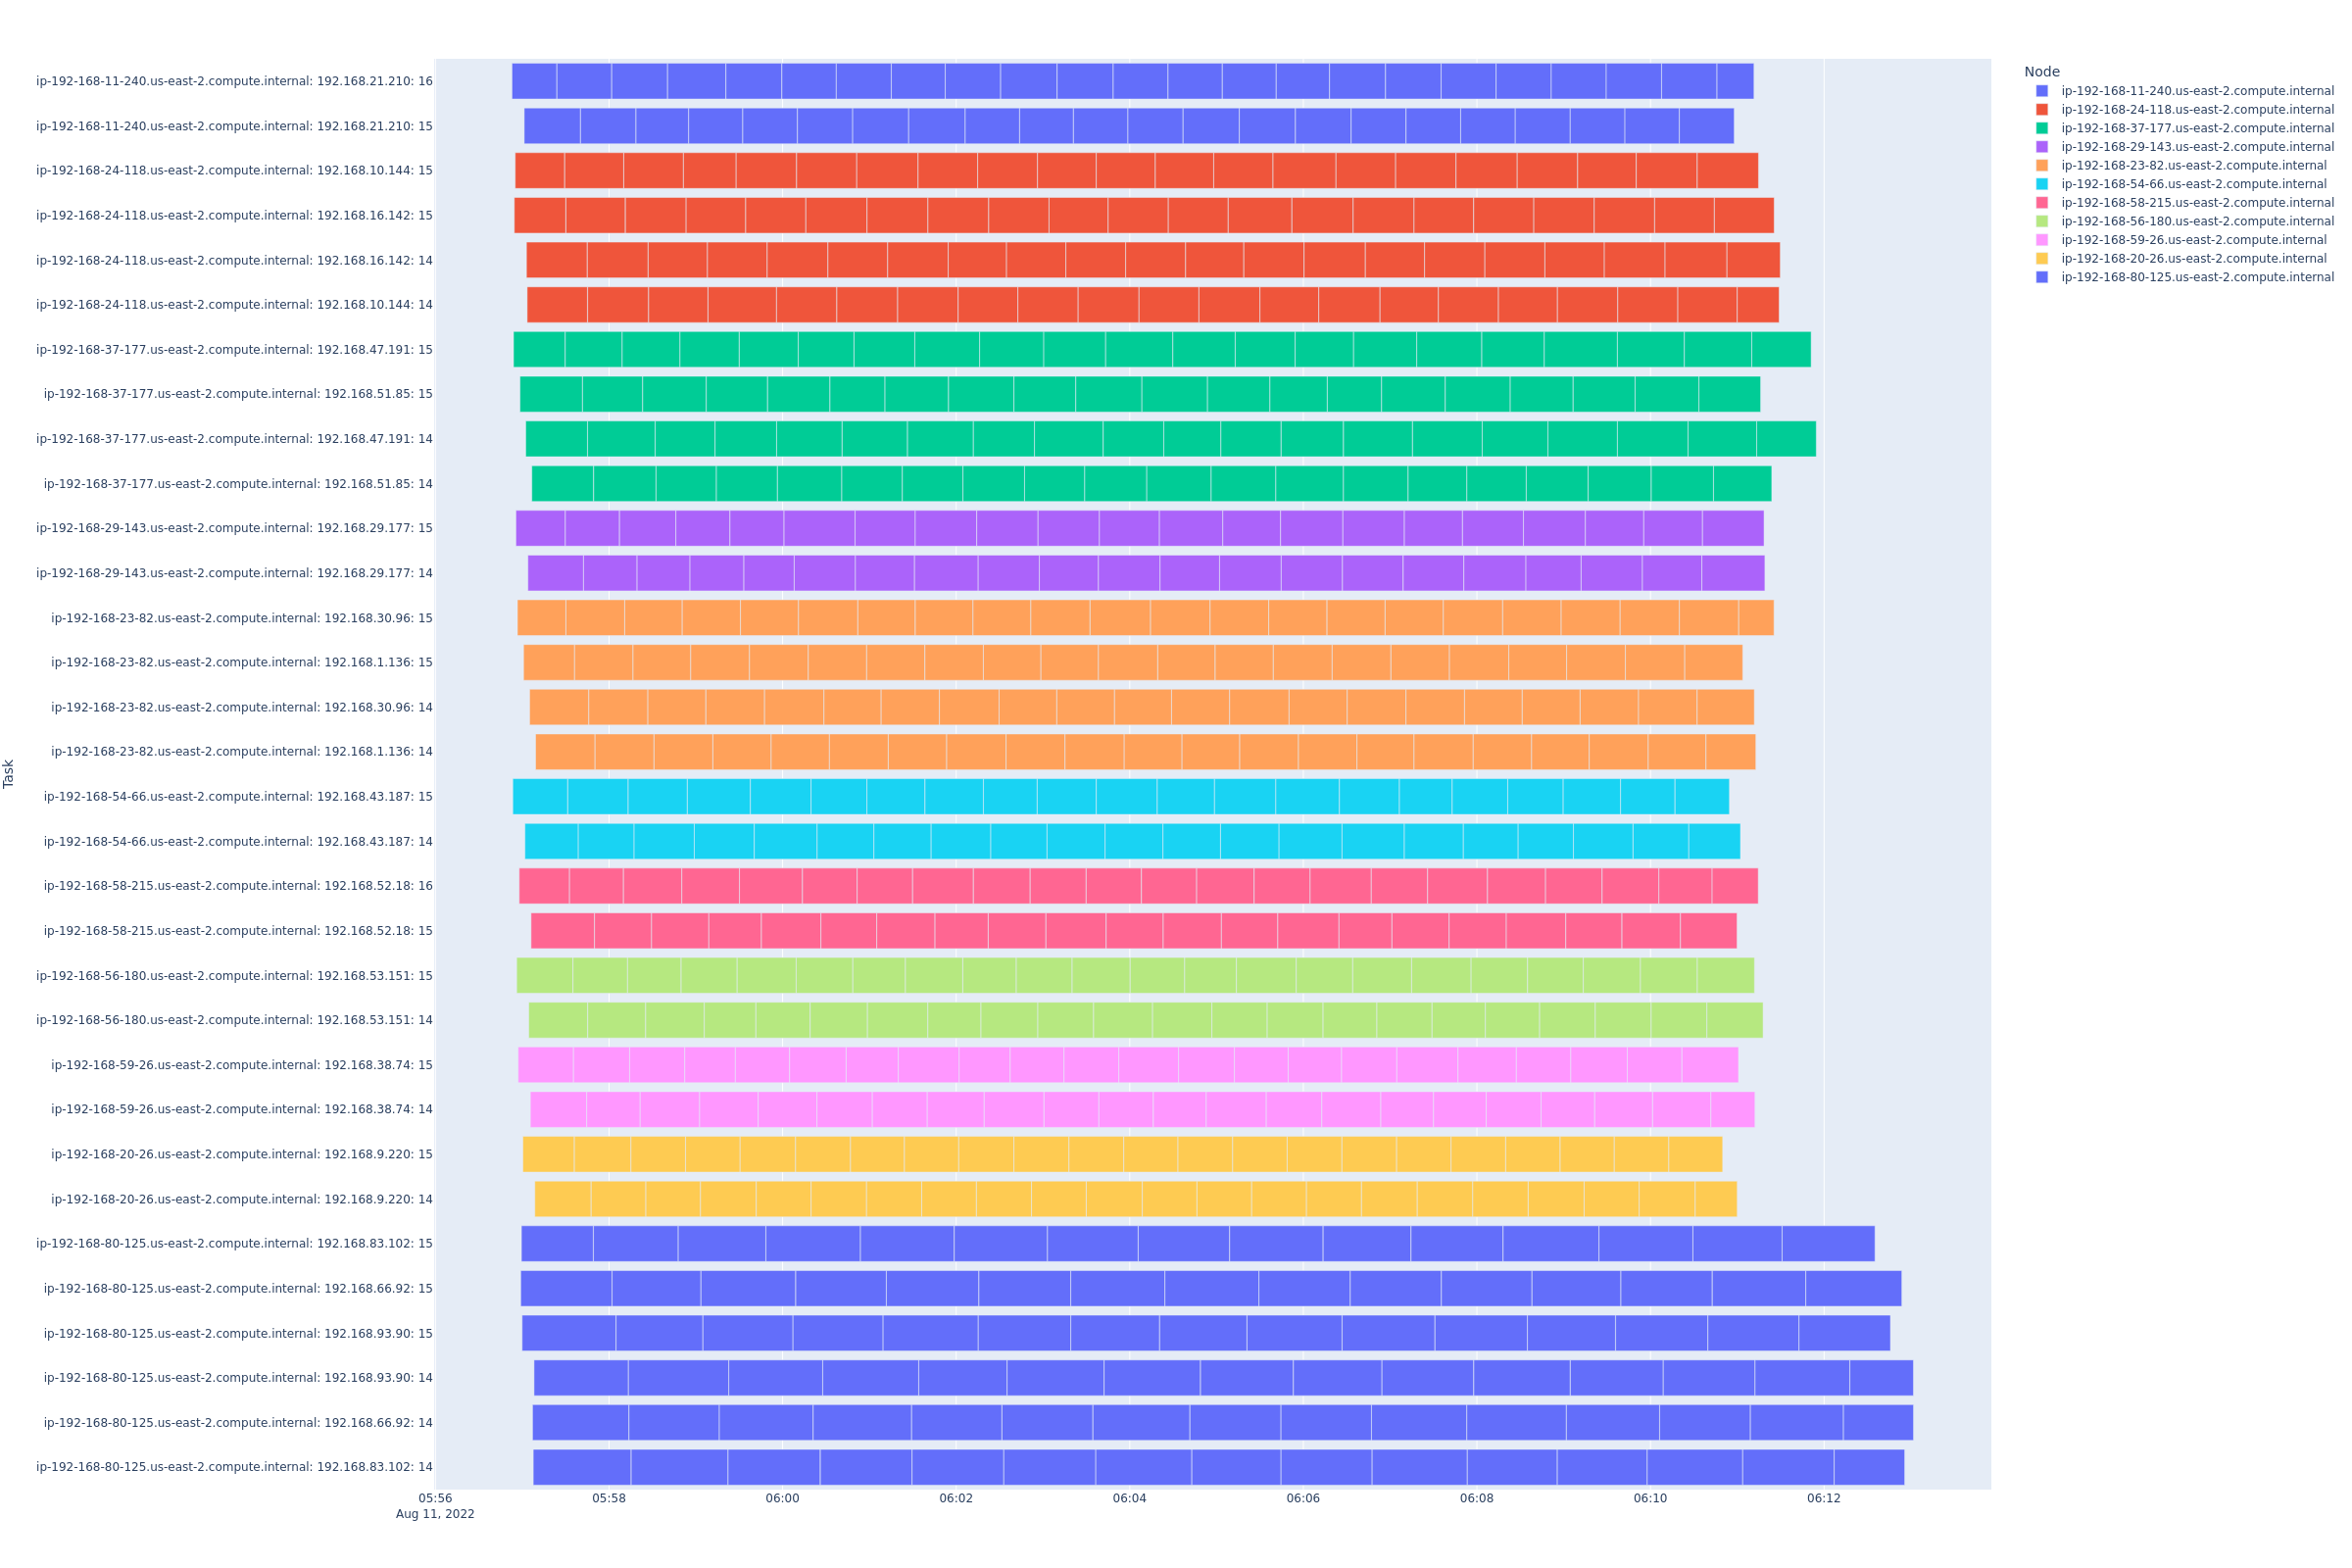 ip-192-168-11-240.us-east-2.compute.internal: 192.168.21.210: 16
ip-192-168-11-240.us-east-2.compute.internal: 192.168.21.210: 15
ip-192-168-24-118.us-east-2.compute.internal: 192.168.10.144: 15
ip-192-168-24-118.us-east-2.compute.internal: 192.168.16.142: 15
ip-192-168-24-118.us-east-2.compute.internal: 192.168.16.142: 14
ip-192-168-24-118.us-east-2.compute.internal: 192.168.10.144: 14
ip-192-168-37-177.us-east-2.compute.internal: 192.168.47.191: 15
ip-192-168-37-177.us-east-2.compute.internal: 192.168.51.85: 15
ip-192-168-37-177.us-east-2.compute.internal: 192.168.47.191: 14
ip-192-168-37-177.us-east-2.compute.internal: 192.168.51.85: 14
ip-192-168-29-143.us-east-2.compute.internal: 192.168.29.177: 15
ip-192-168-29-143.us-east-2.compute.internal: 192.168.29.177: 14
ip-192-168-23-82.us-east-2.compute.internal: 192.168.30.96: 15
ip-192-168-23-82.us-east-2.compute.internal: 192.168.1.136: 15
ip-192-168-23-82.us-east-2.compute.internal: 192.168.30.96: 14
ip-192-168-23-82.us-east-2.compute.internal: 192.168.1.136: 14
ip-192-168-54-66.us-east-2.compute.internal: 192.168.43.187: 15
ip-192-168-54-66.us-east-2.compute.internal: 192.168.43.187: 14
ip-192-168-58-215.us-east-2.compute.internal: 192.168.52.18: 16
ip-192-168-58-215.us-east-2.compute.internal: 192.168.52.18: 15
ip-192-168-56-180.us-east-2.compute.internal: 192.168.53.151: 15
ip-192-168-56-180.us-east-2.compute.internal: 192.168.53.151: 14
ip-192-168-59-26.us-east-2.compute.internal: 192.168.38.74: 15
ip-192-168-59-26.us-east-2.compute.internal: 192.168.38.74: 14
ip-192-168-20-26.us-east-2.compute.internal: 192.168.9.220: 15
ip-192-168-20-26.us-east-2.compute.internal: 192.168.9.220: 14
ip-192-168-80-125.us-east-2.compute.internal: 192.168.83.102: 15
ip-192-168-80-125.us-east-2.compute.internal: 192.168.66.92: 15
ip-192-168-80-125.us-east-2.compute.internal: 192.168.93.90: 15
ip-192-168-80-125.us-east-2.compute.internal: 192.168.93.90: 14
ip-192-168-80-125.us-east-2.compute.internal: 192.168.66.92: 14
ip-192-168-80-125.us-east-2.compute.internal: 192.168.83.102: 14
Task
05:56 05:58 06:00 06:02 06:04 06:06 06:08 06:10 06:12
Aug 11, 2022
Node
ip-192-168-11-240.us-east-2.compute.internal
ip-192-168-24-118.us-east-2.compute.internal
ip-192-168-37-177.us-east-2.compute.internal
ip-192-168-29-143.us-east-2.compute.internal
ip-192-168-23-82.us-east-2.compute.internal
ip-192-168-54-66.us-east-2.compute.internal
ip-192-168-58-215.us-east-2.compute.internal
ip-192-168-56-180.us-east-2.compute.internal
ip-192-168-59-26.us-east-2.compute.internal
ip-192-168-20-26.us-east-2.compute.internal
ip-192-168-80-125.us-east-2.compute.internal